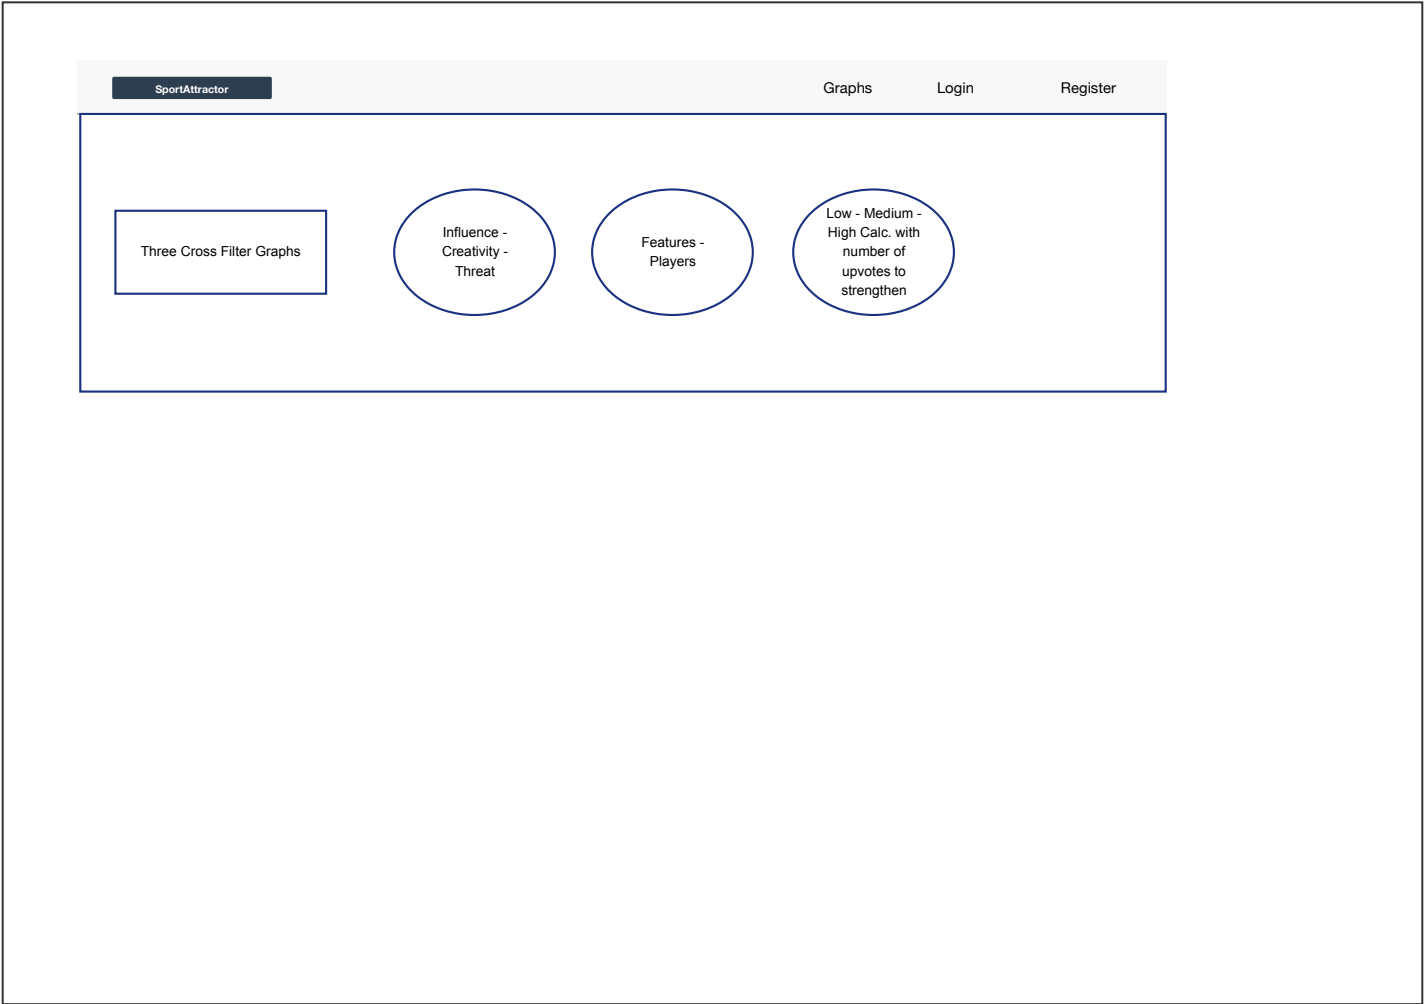 SportAttractor
Graphs
Login
Register
Three Cross Filter Graphs
Influence -
Creativity -
Threat
Features -
Players
Low - Medium -
High Calc. with
number of
upvotes to
strengthen